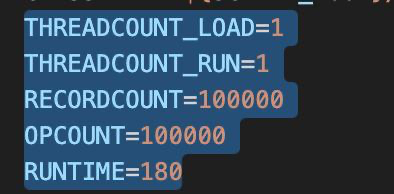 THREADCOUNT_LOAD=1
THREADCOUNT_RUN=1
RECORDCOUNT=100000
OPCOUNT=100000
RUNTIME=180